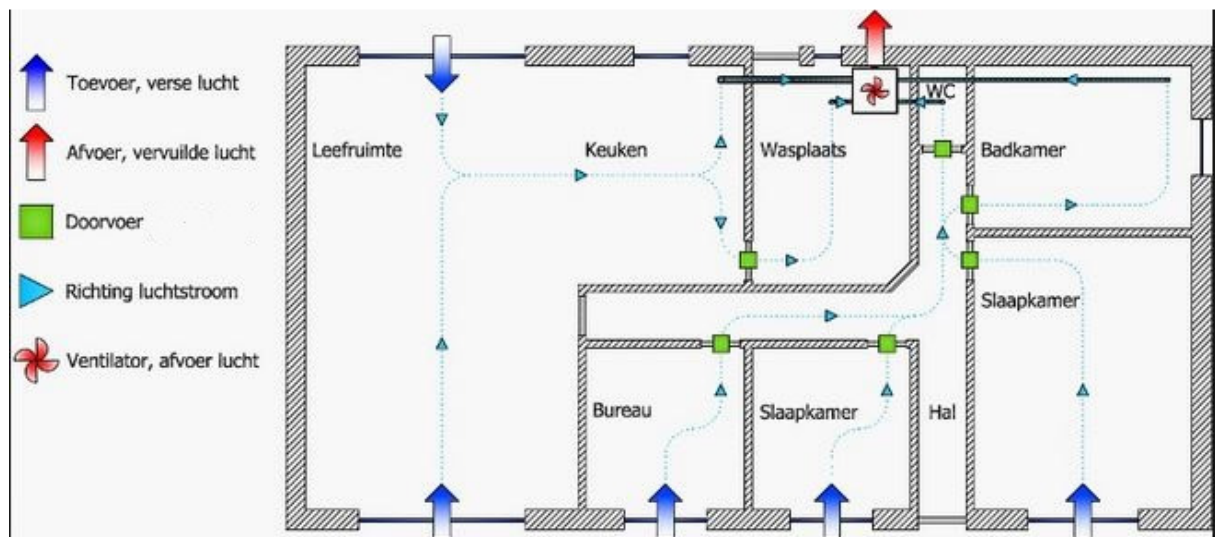 Toevoer, verse lucht
Afvoer, vervuilde lucht
Doorvoer
Richting luchtstroom
Ventilator, afvoer lucht
Leefruimte
Keuken
Wasplaats
WC
Badkamer
Slaapkamer
Bureau
Slaapkamer
Hal